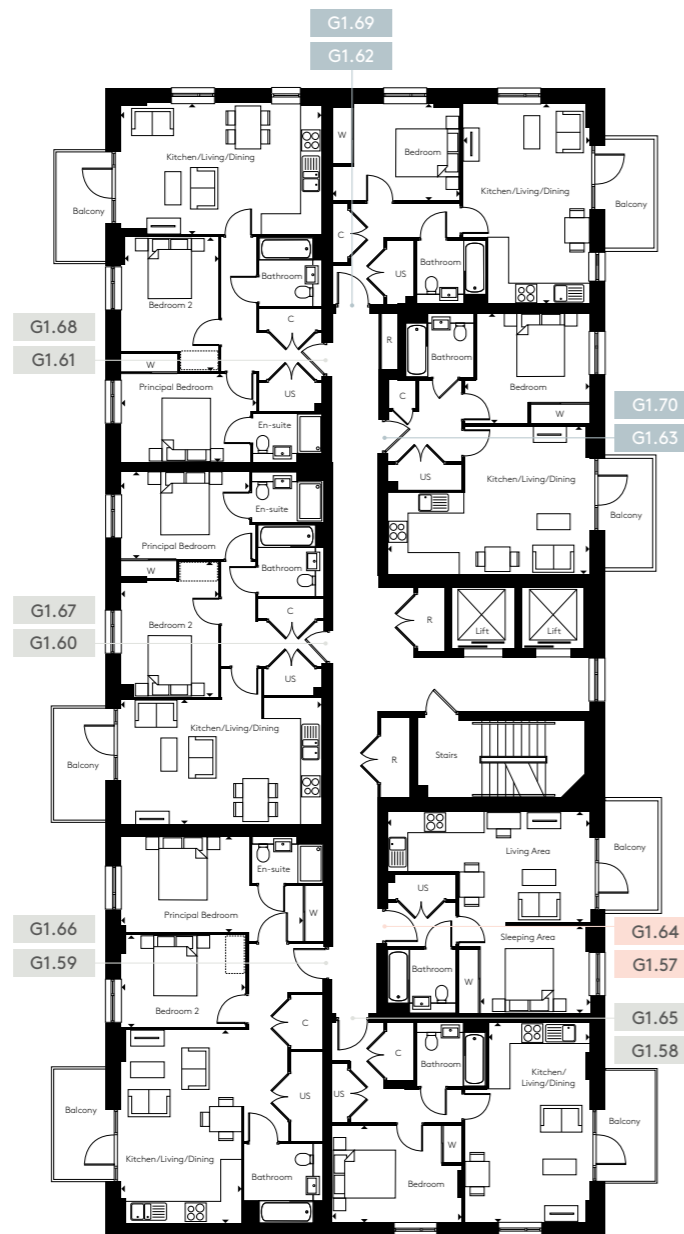 G1.69
G1.62
Kitchen/Living/Dining
W
Bedroom
Kitchen/Living/Dining
Balcony
Balcony
C
Bathroom
US
Bathroom
Bedroom 2
C
G1.68
G1.61
W
R
Bathroom
Bedroom
Principal Bedroom
US
C
W
G1.70
G1.63
En-suite
US
Kitchen/Living/Dining
En-suite
Balcony
Principal Bedroom
W
Bathroom
Bedroom 2
C
G1.67
G1.60
R
Lift
Lift
US
Kitchen/Living/Dining
Balcony
R
Stairs
Living Area
Balcony
En-suite
US
Principal Bedroom
W
G1.66
G1.59
G1.64
G1.57
Sleeping Area
Bathroom
W
Bedroom 2
C
G1.65
G1.58
C
Bathroom
Kitchen/
Living/Dining
US
US
Balcony
Balcony
Kitchen/Living/Dining
Bathroom
W
Bedroom